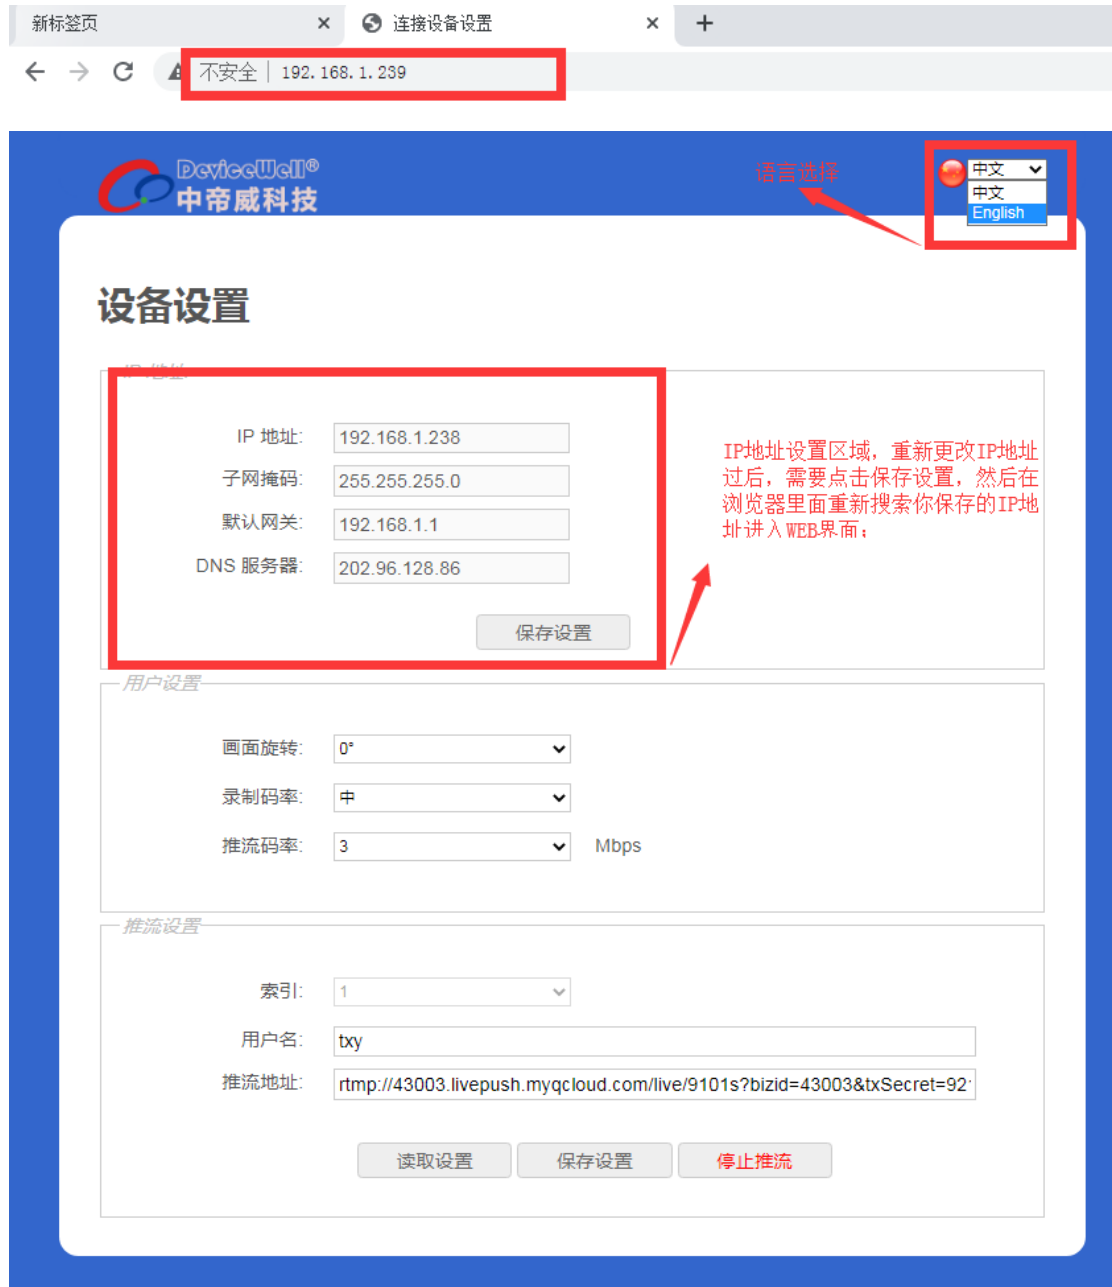 新标签页
连接设备设置
不安全 | 192.168.1.239
DeviceWell®
中帝威科技
语言选择
中文
中文
English
设备设置
IP 地址
IP 地址: 192.168.1.238
子网掩码: 255.255.255.0
默认网关: 192.168.1.1
DNS 服务器: 202.96.128.86
保存设置
IP地址设置区域，重新更改IP地址
过后，需要点击保存设置，然后在
浏览器里面重新搜索你保存的IP地
址进入WEB界面；
用户设置
画面旋转: 0°
录制码率: 中
推流码率: 3 Mbps
推流设置
索引: 1
用户名: txy
推流地址: rtmp://43003.livepush.myqcloud.com/live/9101s?bizid=43003&txSecret=92
读取设置 保存设置 停止推流